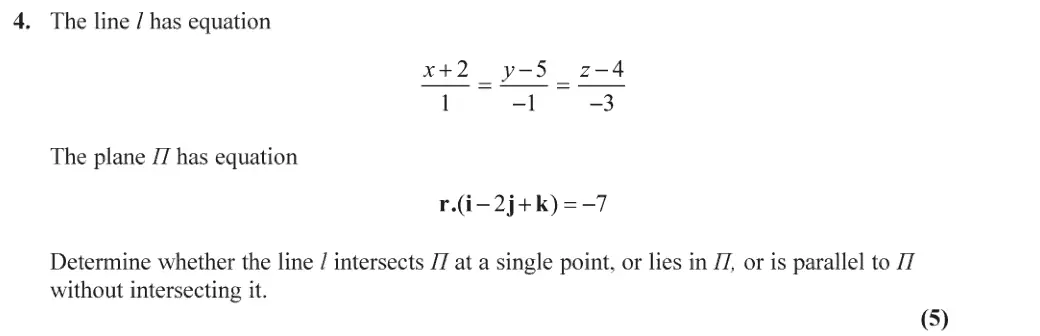 4. The line l has equation
x + 2 / 1 = y − 5 / −1 = z − 4 / −3
The plane Π has equation
r.(i − 2j + k) = −7
Determine whether the line l intersects Π at a single point, or lies in Π, or is parallel to Π
without intersecting it.
(5)